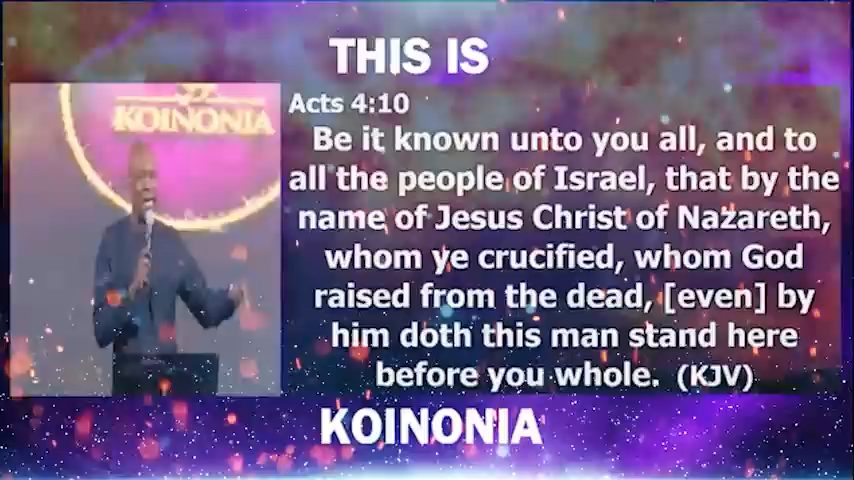 THIS IS
KOINONIA
Acts 4:10
Be it known unto you all, and to
all the people of Israel, that by the
name of Jesus Christ of Nazareth,
whom ye crucified, whom God
raised from the dead, [even] by
him doth this man stand here
before you whole. (KJV)
KOINONIA